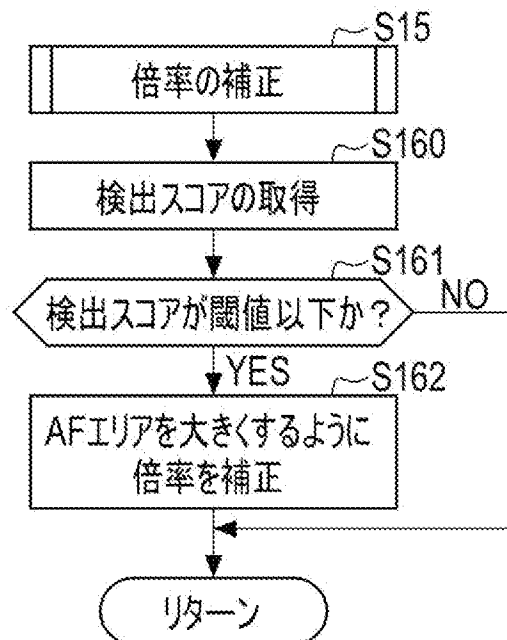 S15
倍率の補正
S160
検出スコアの取得
S161
検出スコアが閾値以下か？
NO
YES
S162
AFエリアを大きくするように
倍率を補正
リターン